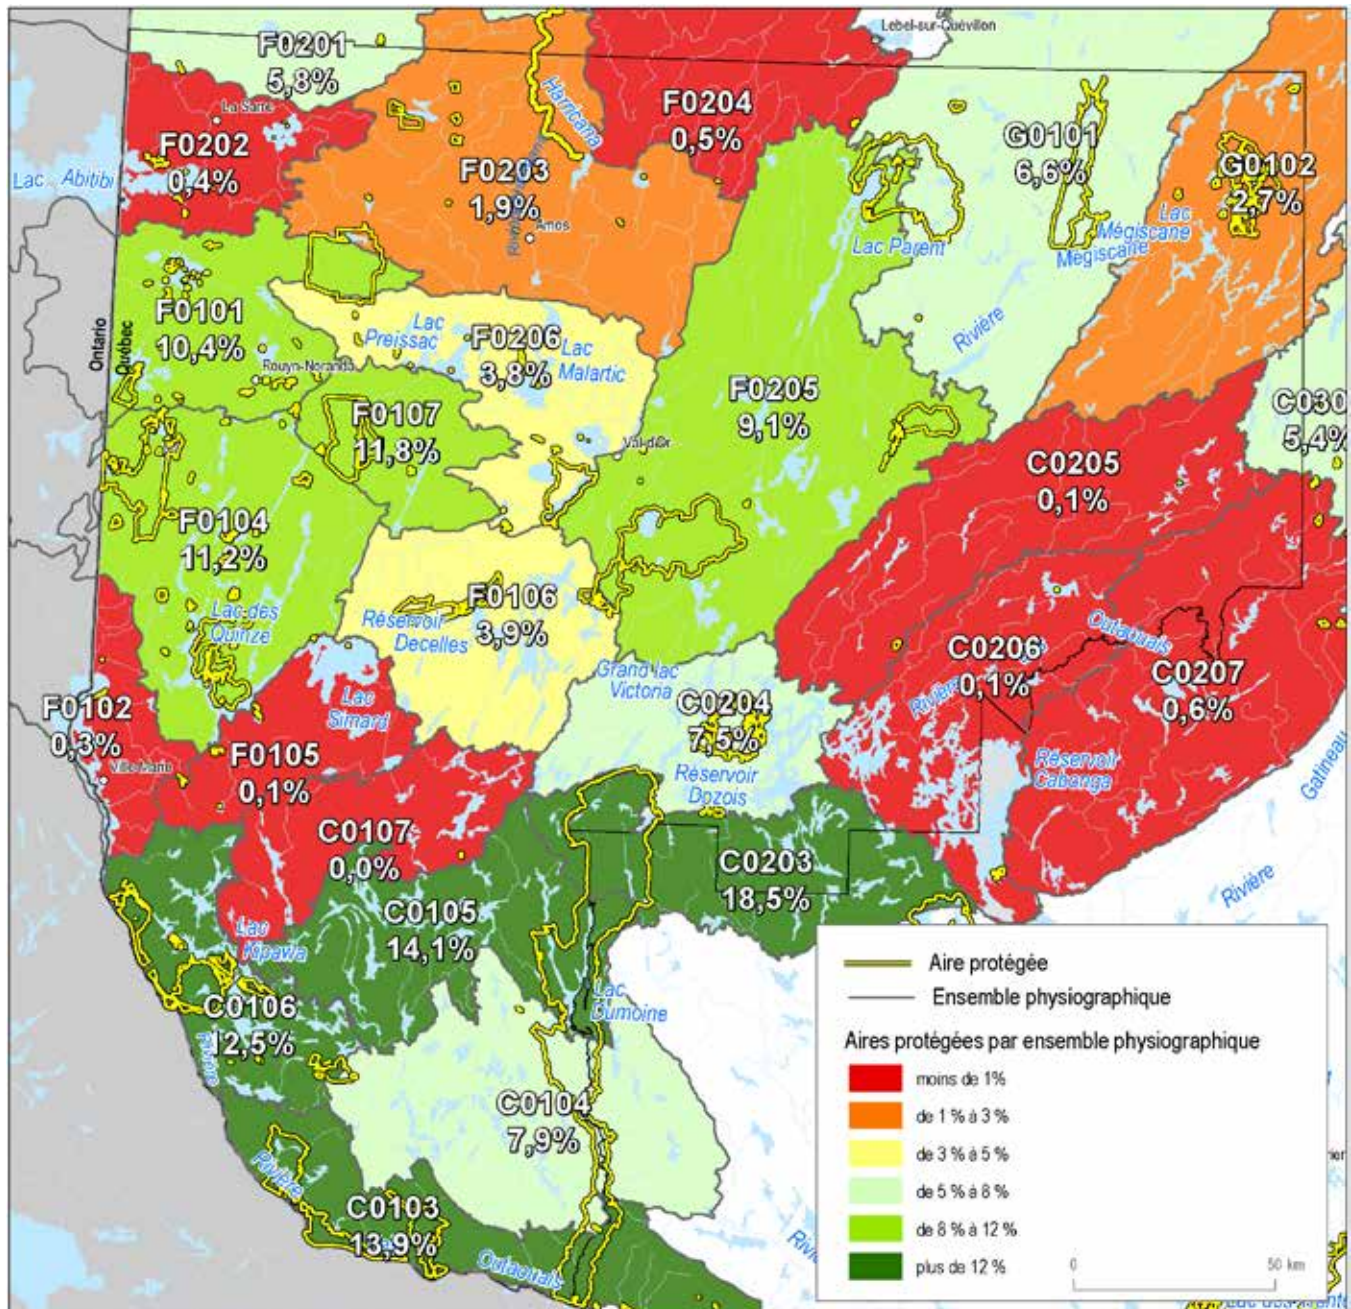 Lebel-sur-Quévillon
F0201
5,8%
La Sarre
Harricana
F0204
0,5%
F0202
0,4%
G0101
6,6%
G0102
2,7%
Lac Abitibi
F0203
1,9%
Amos
Lac
Mégiscane
Mégiscane
Lac Parent
F0101
10,4%
Ontario
Québec
Lac
Preissac
F0206
3,8%
Lac
Malartic
Rivière
Rouyn-Noranda
F0205
9,1%
C030
5,4%
F0107
11,8%
Val-d'Or
C0205
0,1%
F0104
11,2%
Lac des
Quinze
Réservoir
Decelles
F0106
3,9%
Outaouais
C0206
0,1%
Rivière
C0207
0,6%
Grand lac
Victoria
C0204
7,5%
F0102
0,3%
Ville-Marie
Lac
Simard
F0105
0,1%
Réservoir
Dozois
Réservoir
Cabonga
Gatineau
C0107
0,0%
C0203
18,5%
Rivière
C0105
14,1%
Lac
Kipawa
C0106
12,5%
Rivière
Lac
Dumoine
C0104
7,9%
Rivière
C0103
13,9%
Outaouais
Aire protégée
Ensemble physiographique
Aires protégées par ensemble physiographique
moins de 1%
de 1 % à 3 %
de 3 % à 5 %
de 5 % à 8 %
de 8 % à 12 %
plus de 12 %
0 50 km